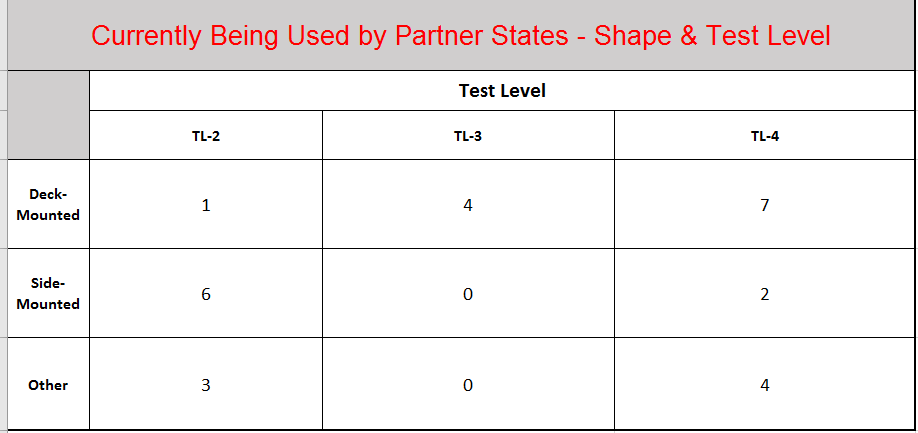 Currently Being Used by Partner States - Shape & Test Level
Test Level
TL-2 TL-3 TL-4
Deck-
Mounted 1 4 7
Side-
Mounted 6 0 2
Other 3 0 4